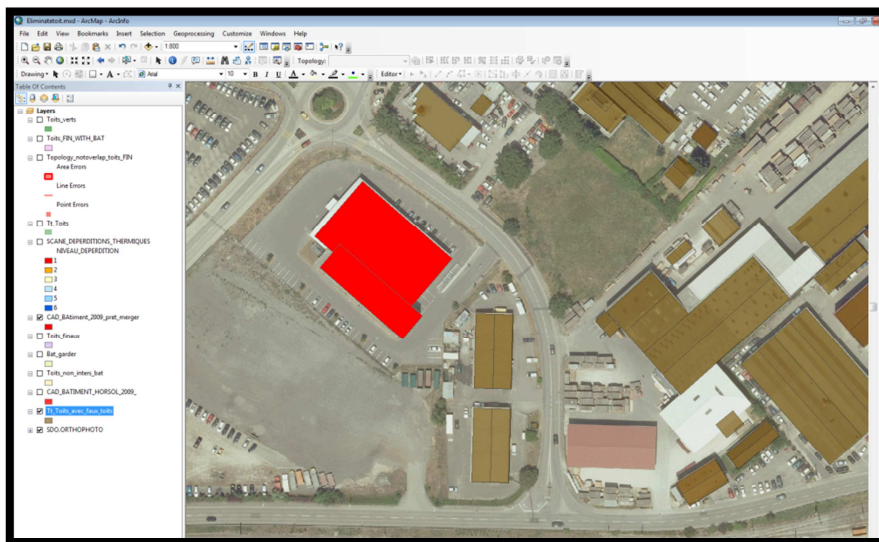 Eliminatetoit.mxd - ArcMap - ArcInfo
File Edit View Bookmarks Insert Selection Geoprocessing Customize Windows Help
1:800
Topology:
Drawing Arial 10 B I U A Editor
Table Of Contents
Layers
Toits_verts
Toits_FIN_WITH_BAT
Topology_notoverlap_toits_FIN
Area Errors
Line Errors
Point Errors
Tt_Toits
SCANE_DEPERDITIONS_THERMIQUES
NIVEAU_DEPERDITION
1
2
3
4
5
6
CAD_BAtiment_2009_pret_merger
Toits_finaux
Bat_garder
Toits_non_inters_bat
CAD_BATIMENT_HORSOL_2009_
Tt_Toits_avec_faux_toits
SDO.ORTHOPHOTO